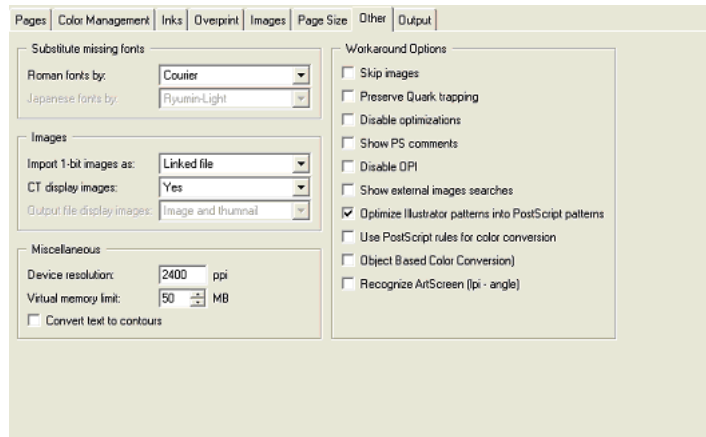 Pages Color Management Inks Overprint Images Page Size Other Output
Substitute missing fonts
Roman fonts by: Courier
Japanese fonts by: Ryumin-Light
Images
Import 1-bit images as: Linked file
CT display images: Yes
Output file display images: Image and thumnail
Miscellaneous
Device resolution: 2400 ppi
Virtual memory limit: 50 MB
Convert text to contours
Workaround Options
Skip images
Preserve Quark trapping
Disable optimizations
Show PS comments
Disable OPI
Show external images searches
Optimize Illustrator patterns into PostScript patterns
Use PostScript rules for color conversion
Object Based Color Conversion)
Recognize ArtScreen (lpi - angle)